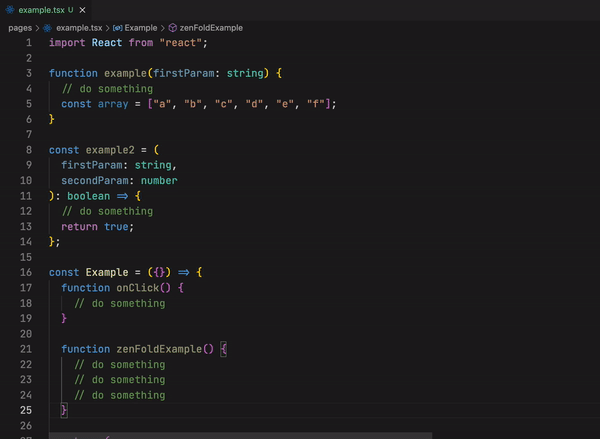 example.tsx U ×
pages > example.tsx > Example > zenFoldExample
1 import React from "react";
2
3 function example(firstParam: string) {
4 // do something
5 const array = ["a", "b", "c", "d", "e", "f"];
6 }
7
8 const example2 = (
9 firstParam: string,
10 secondParam: number
11 ): boolean => {
12 // do something
13 return true;
14 };
15
16 const Example = ({}) => {
17 function onClick() {
18 // do something
19 }
20
21 function zenFoldExample() {
22 // do something
23 // do something
24 // do something
25 }
26